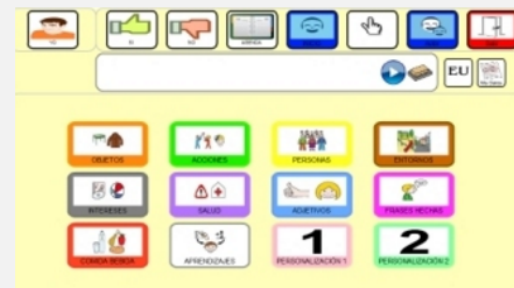 YO SI NO
EU
OBJETOS ACCIONES PERSONAS ENTORNOS
INTERESES SALUD ADJETIVOS FRASES HECHAS
COMIDA BEBIDA APRENDIZAJES 1 2
PERSONALIZACIÓN 1 PERSONALIZACIÓN 2